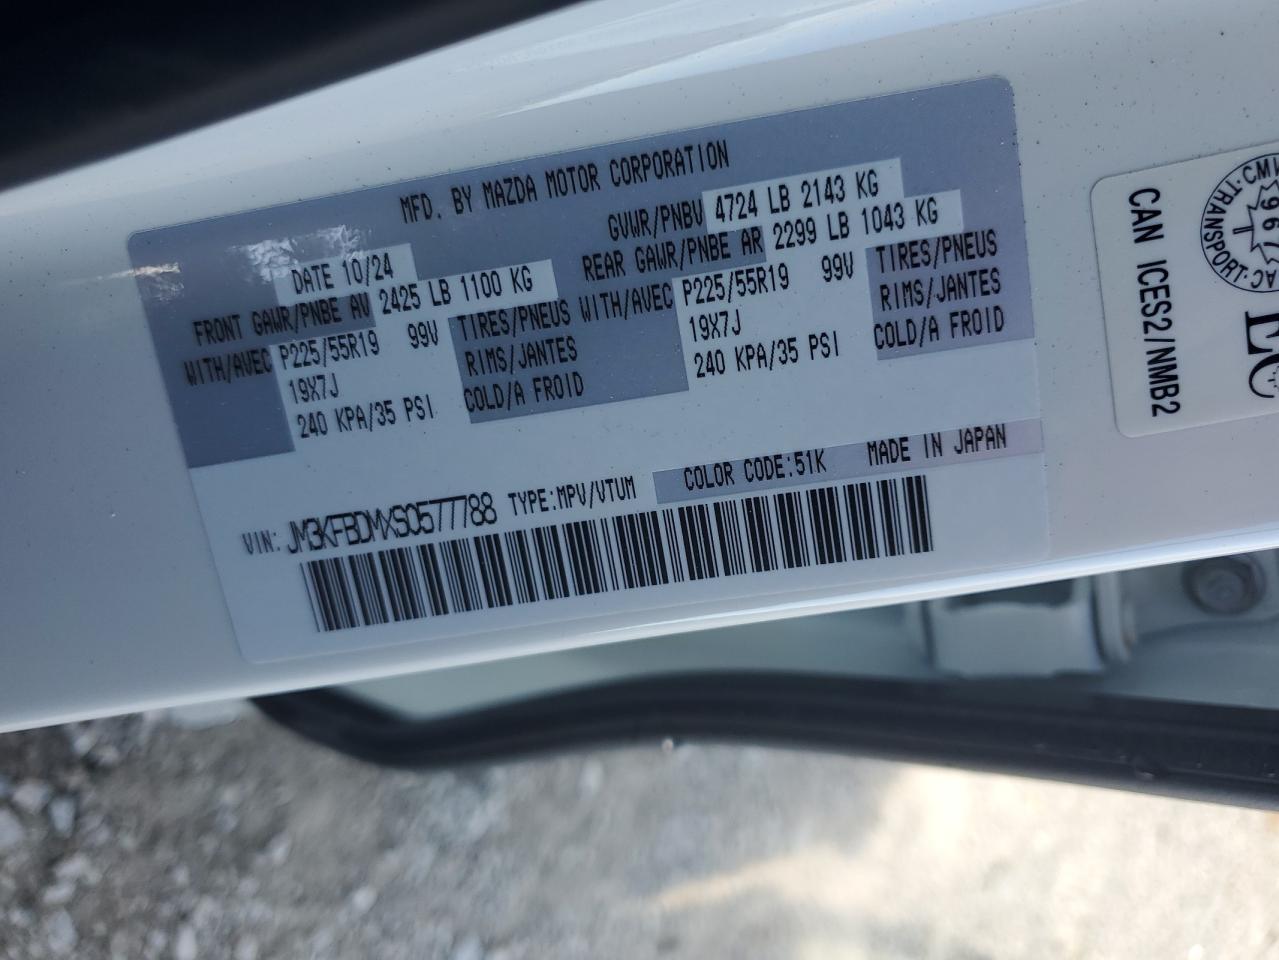 MFD. BY MAZDA MOTOR CORPORATION
DATE 10/24 GVWR/PNBV 4724 LB 2143 KG
FRONT GAWR/PNBE AV 2425 LB 1100 KG REAR GAWR/PNBE AR 2299 LB 1043 KG
WITH/AVEC P225/55R19 99V TIRES/PNEUS WITH/AVEC P225/55R19 99V TIRES/PNEUS
19X7J RIMS/JANTES 19X7J RIMS/JANTES
240 KPA/35 PSI COLD/A FROID 240 KPA/35 PSI COLD/A FROID
COLOR CODE:51K MADE IN JAPAN
VIN: JM3KFBDMXS0577788 TYPE:MPV/VTUM
CAN ICES2/NMB2
TRANSPORT